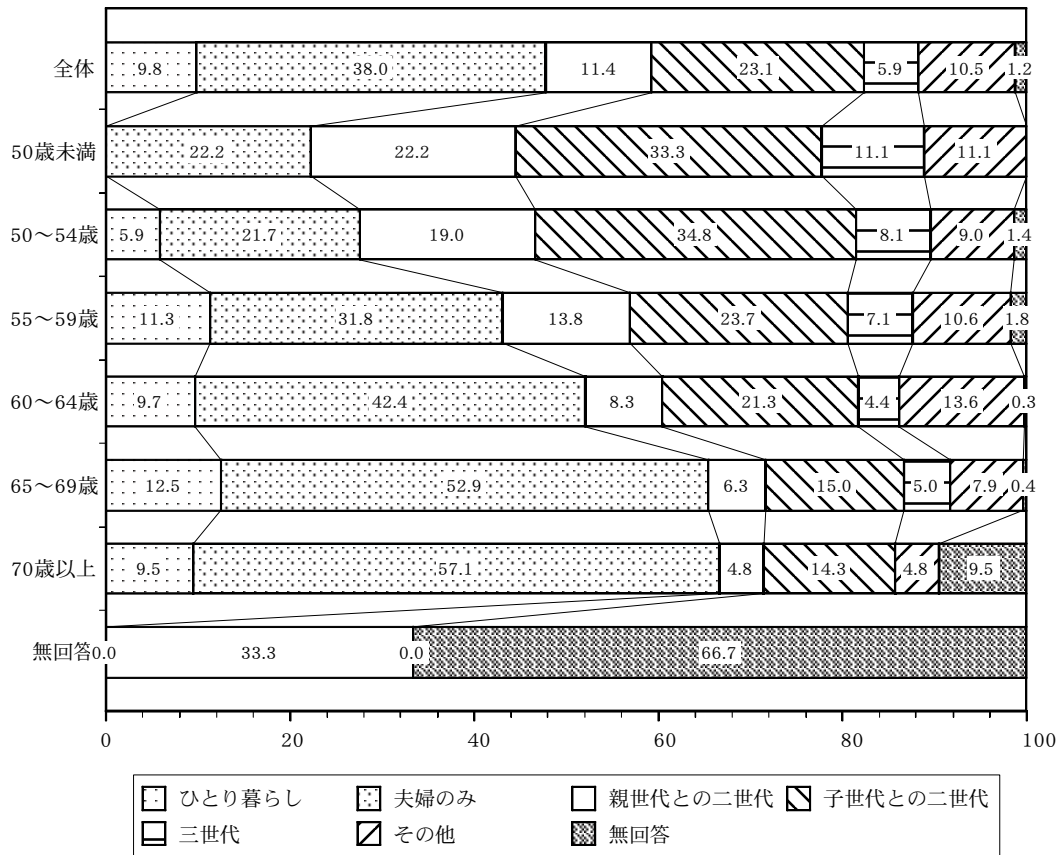 全体 9.8 38.0 11.4 23.1 5.9 10.5 1.2
50歳未満 22.2 22.2 33.3 11.1 11.1
50～54歳 5.9 21.7 19.0 34.8 8.1 9.0 1.4
55～59歳 11.3 31.8 13.8 23.7 7.1 10.6 1.8
60～64歳 9.7 42.4 8.3 21.3 4.4 13.6 0.3
65～69歳 12.5 52.9 6.3 15.0 5.0 7.9 0.4
70歳以上 9.5 57.1 4.8 14.3 4.8 9.5
無回答 0.0 33.3 0.0 66.7
0 20 40 60 80 100
ひとり暮らし 夫婦のみ 親世代との二世代 子世代との二世代
三世代 その他 無回答